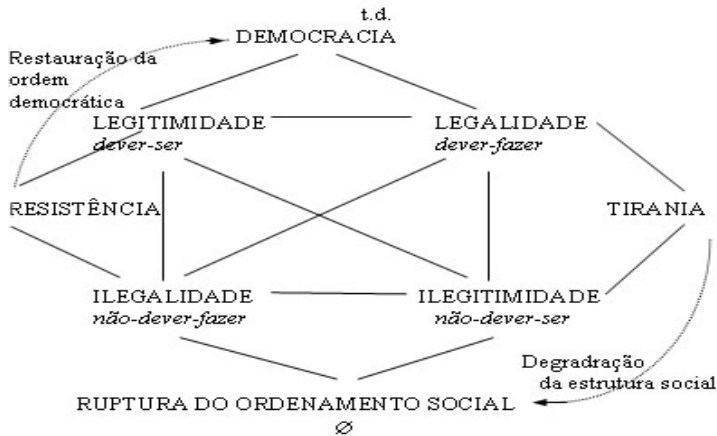 t.d.
DEMOCRACIA
Restauração da
ordem
democrática
LEGITIMIDADE
dever-ser
LEGALIDADE
dever-fazer
RESISTÊNCIA
TIRANIA
ILEGALIDADE
não-dever-fazer
ILEGITIMIDADE
não-dever-ser
Degradração
da estrutura social
RUPTURA DO ORDENAMENTO SOCIAL
∅